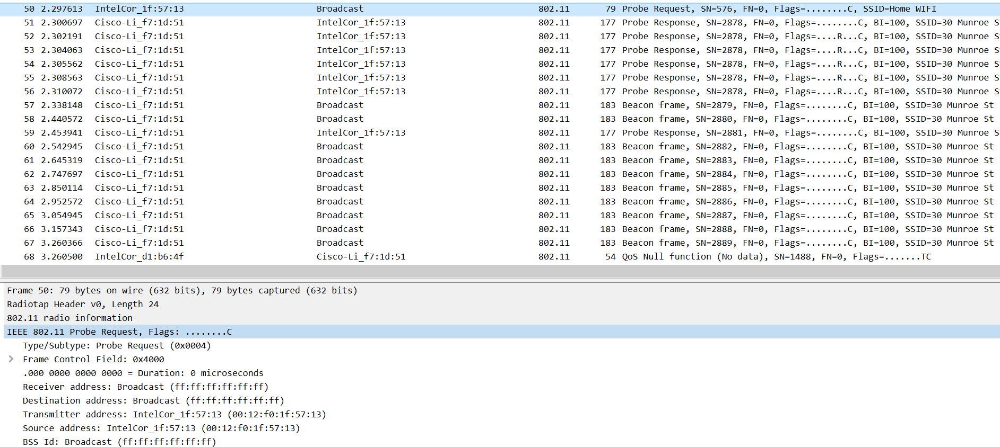 50 2.297613 IntelCor_1f:57:13 Broadcast 802.11 79 Probe Request, SN=576, FN=0, Flags=........C, SSID=Home WIFI
51 2.300697 Cisco-Li_f7:1d:51 IntelCor_1f:57:13 802.11 177 Probe Response, SN=2878, FN=0, Flags=........C, BI=100, SSID=30 Munroe S
52 2.302191 Cisco-Li_f7:1d:51 IntelCor_1f:57:13 802.11 177 Probe Response, SN=2878, FN=0, Flags=....R...C, BI=100, SSID=30 Munroe S
53 2.304063 Cisco-Li_f7:1d:51 IntelCor_1f:57:13 802.11 177 Probe Response, SN=2878, FN=0, Flags=....R...C, BI=100, SSID=30 Munroe S
54 2.305562 Cisco-Li_f7:1d:51 IntelCor_1f:57:13 802.11 177 Probe Response, SN=2878, FN=0, Flags=....R...C, BI=100, SSID=30 Munroe S
55 2.308563 Cisco-Li_f7:1d:51 IntelCor_1f:57:13 802.11 177 Probe Response, SN=2878, FN=0, Flags=....R...C, BI=100, SSID=30 Munroe S
56 2.310072 Cisco-Li_f7:1d:51 IntelCor_1f:57:13 802.11 177 Probe Response, SN=2878, FN=0, Flags=....R...C, BI=100, SSID=30 Munroe S
57 2.338148 Cisco-Li_f7:1d:51 Broadcast 802.11 183 Beacon frame, SN=2879, FN=0, Flags=........C, BI=100, SSID=30 Munroe St
58 2.440572 Cisco-Li_f7:1d:51 Broadcast 802.11 183 Beacon frame, SN=2880, FN=0, Flags=........C, BI=100, SSID=30 Munroe St
59 2.453941 Cisco-Li_f7:1d:51 IntelCor_1f:57:13 802.11 177 Probe Response, SN=2881, FN=0, Flags=........C, BI=100, SSID=30 Munroe S
60 2.542945 Cisco-Li_f7:1d:51 Broadcast 802.11 183 Beacon frame, SN=2882, FN=0, Flags=........C, BI=100, SSID=30 Munroe St
61 2.645319 Cisco-Li_f7:1d:51 Broadcast 802.11 183 Beacon frame, SN=2883, FN=0, Flags=........C, BI=100, SSID=30 Munroe St
62 2.747697 Cisco-Li_f7:1d:51 Broadcast 802.11 183 Beacon frame, SN=2884, FN=0, Flags=........C, BI=100, SSID=30 Munroe St
63 2.850114 Cisco-Li_f7:1d:51 Broadcast 802.11 183 Beacon frame, SN=2885, FN=0, Flags=........C, BI=100, SSID=30 Munroe St
64 2.952572 Cisco-Li_f7:1d:51 Broadcast 802.11 183 Beacon frame, SN=2886, FN=0, Flags=........C, BI=100, SSID=30 Munroe St
65 3.054945 Cisco-Li_f7:1d:51 Broadcast 802.11 183 Beacon frame, SN=2887, FN=0, Flags=........C, BI=100, SSID=30 Munroe St
66 3.157343 Cisco-Li_f7:1d:51 Broadcast 802.11 183 Beacon frame, SN=2888, FN=0, Flags=........C, BI=100, SSID=30 Munroe St
67 3.260366 Cisco-Li_f7:1d:51 Broadcast 802.11 183 Beacon frame, SN=2889, FN=0, Flags=........C, BI=100, SSID=30 Munroe St
68 3.260500 IntelCor_d1:b6:4f Cisco-Li_f7:1d:51 802.11 54 QoS Null function (No data), SN=1488, FN=0, Flags=.......TC
Frame 50: 79 bytes on wire (632 bits), 79 bytes captured (632 bits)
Radiotap Header v0, Length 24
802.11 radio information
IEEE 802.11 Probe Request, Flags: ........C
Type/Subtype: Probe Request (0x0004)
Frame Control Field: 0x4000
.000 0000 0000 0000 = Duration: 0 microseconds
Receiver address: Broadcast (ff:ff:ff:ff:ff:ff)
Destination address: Broadcast (ff:ff:ff:ff:ff:ff)
Transmitter address: IntelCor_1f:57:13 (00:12:f0:1f:57:13)
Source address: IntelCor_1f:57:13 (00:12:f0:1f:57:13)
BSS Id: Broadcast (ff:ff:ff:ff:ff:ff)